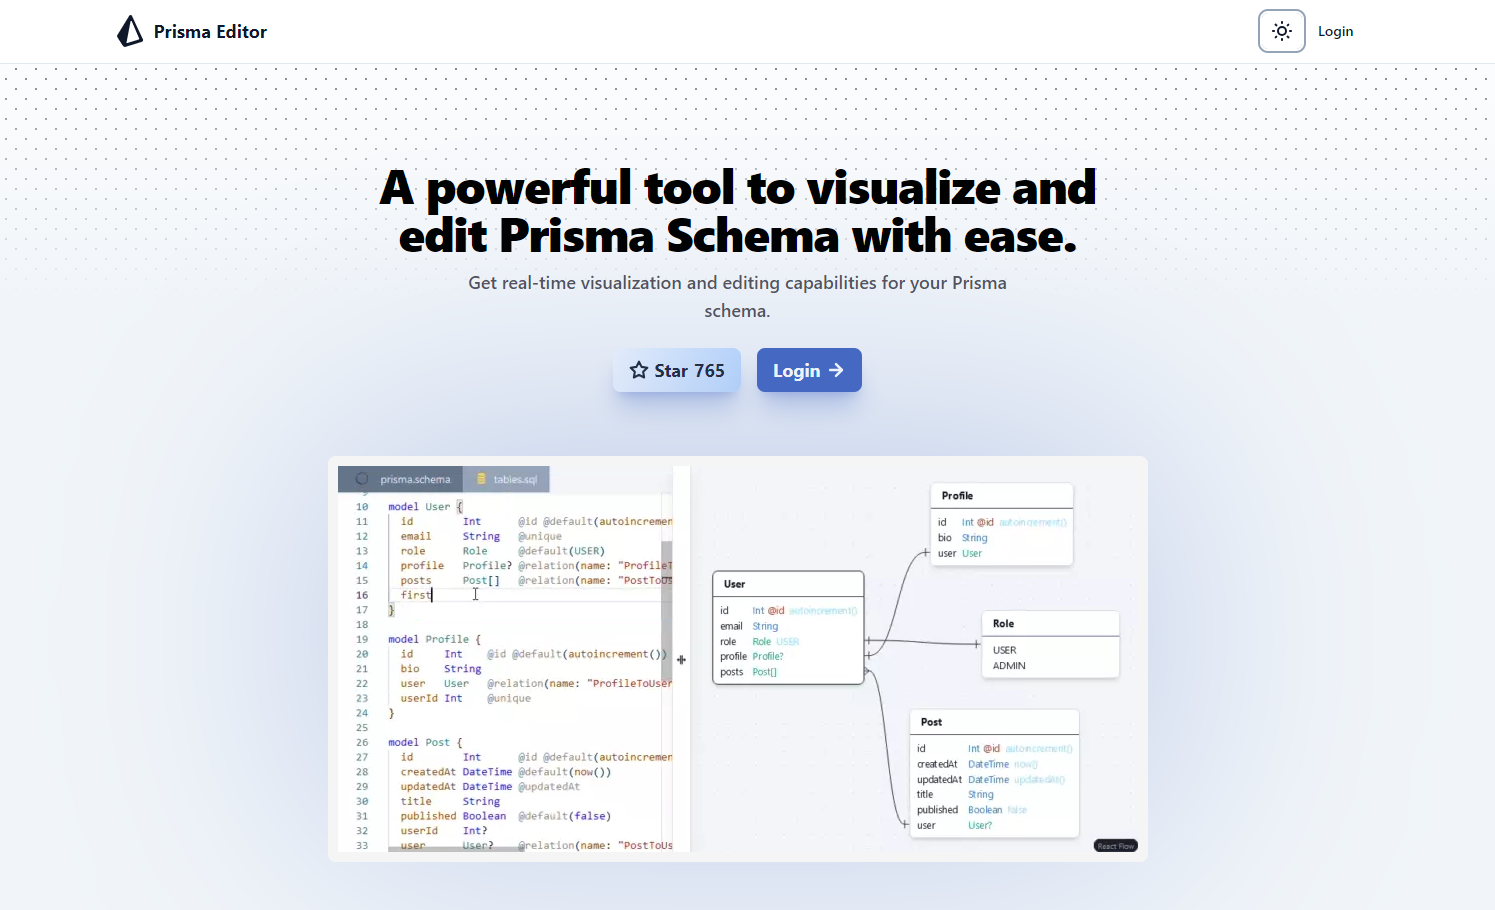 Prisma Editor
Login
A powerful tool to visualize and
edit Prisma Schema with ease.
Get real-time visualization and editing capabilities for your Prisma
schema.
Star 765
Login
prisma.schema
tables.sql
10 model User {
11 id Int @id @default(autoincremen
12 email String @unique
13 role Role @default(USER)
14 profile Profile? @relation(name: "ProfileT
15 posts Post[] @relation(name: "PostToUs
16 first
17 }
18
19 model Profile {
20 id Int @id @default(autoincrement())
21 bio String
22 user User @relation(name: "ProfileToUser
23 userId Int @unique
24 }
25
26 model Post {
27 id Int @id @default(autoincremen
28 createdAt DateTime @default(now())
29 updatedAt DateTime @updatedAt
30 title String
31 published Boolean @default(false)
32 userId Int?
33 user User? @relation(name: "PostToUs
User
id Int @id autoincrement()
email String
role Role USER
profile Profile?
posts Post[]
Profile
id Int @id autoincrement()
bio String
user User
Role
USER
ADMIN
Post
id Int @id autoincrement()
createdAt DateTime now()
updatedAt DateTime updatedAt()
title String
published Boolean false
user User?
React Flow